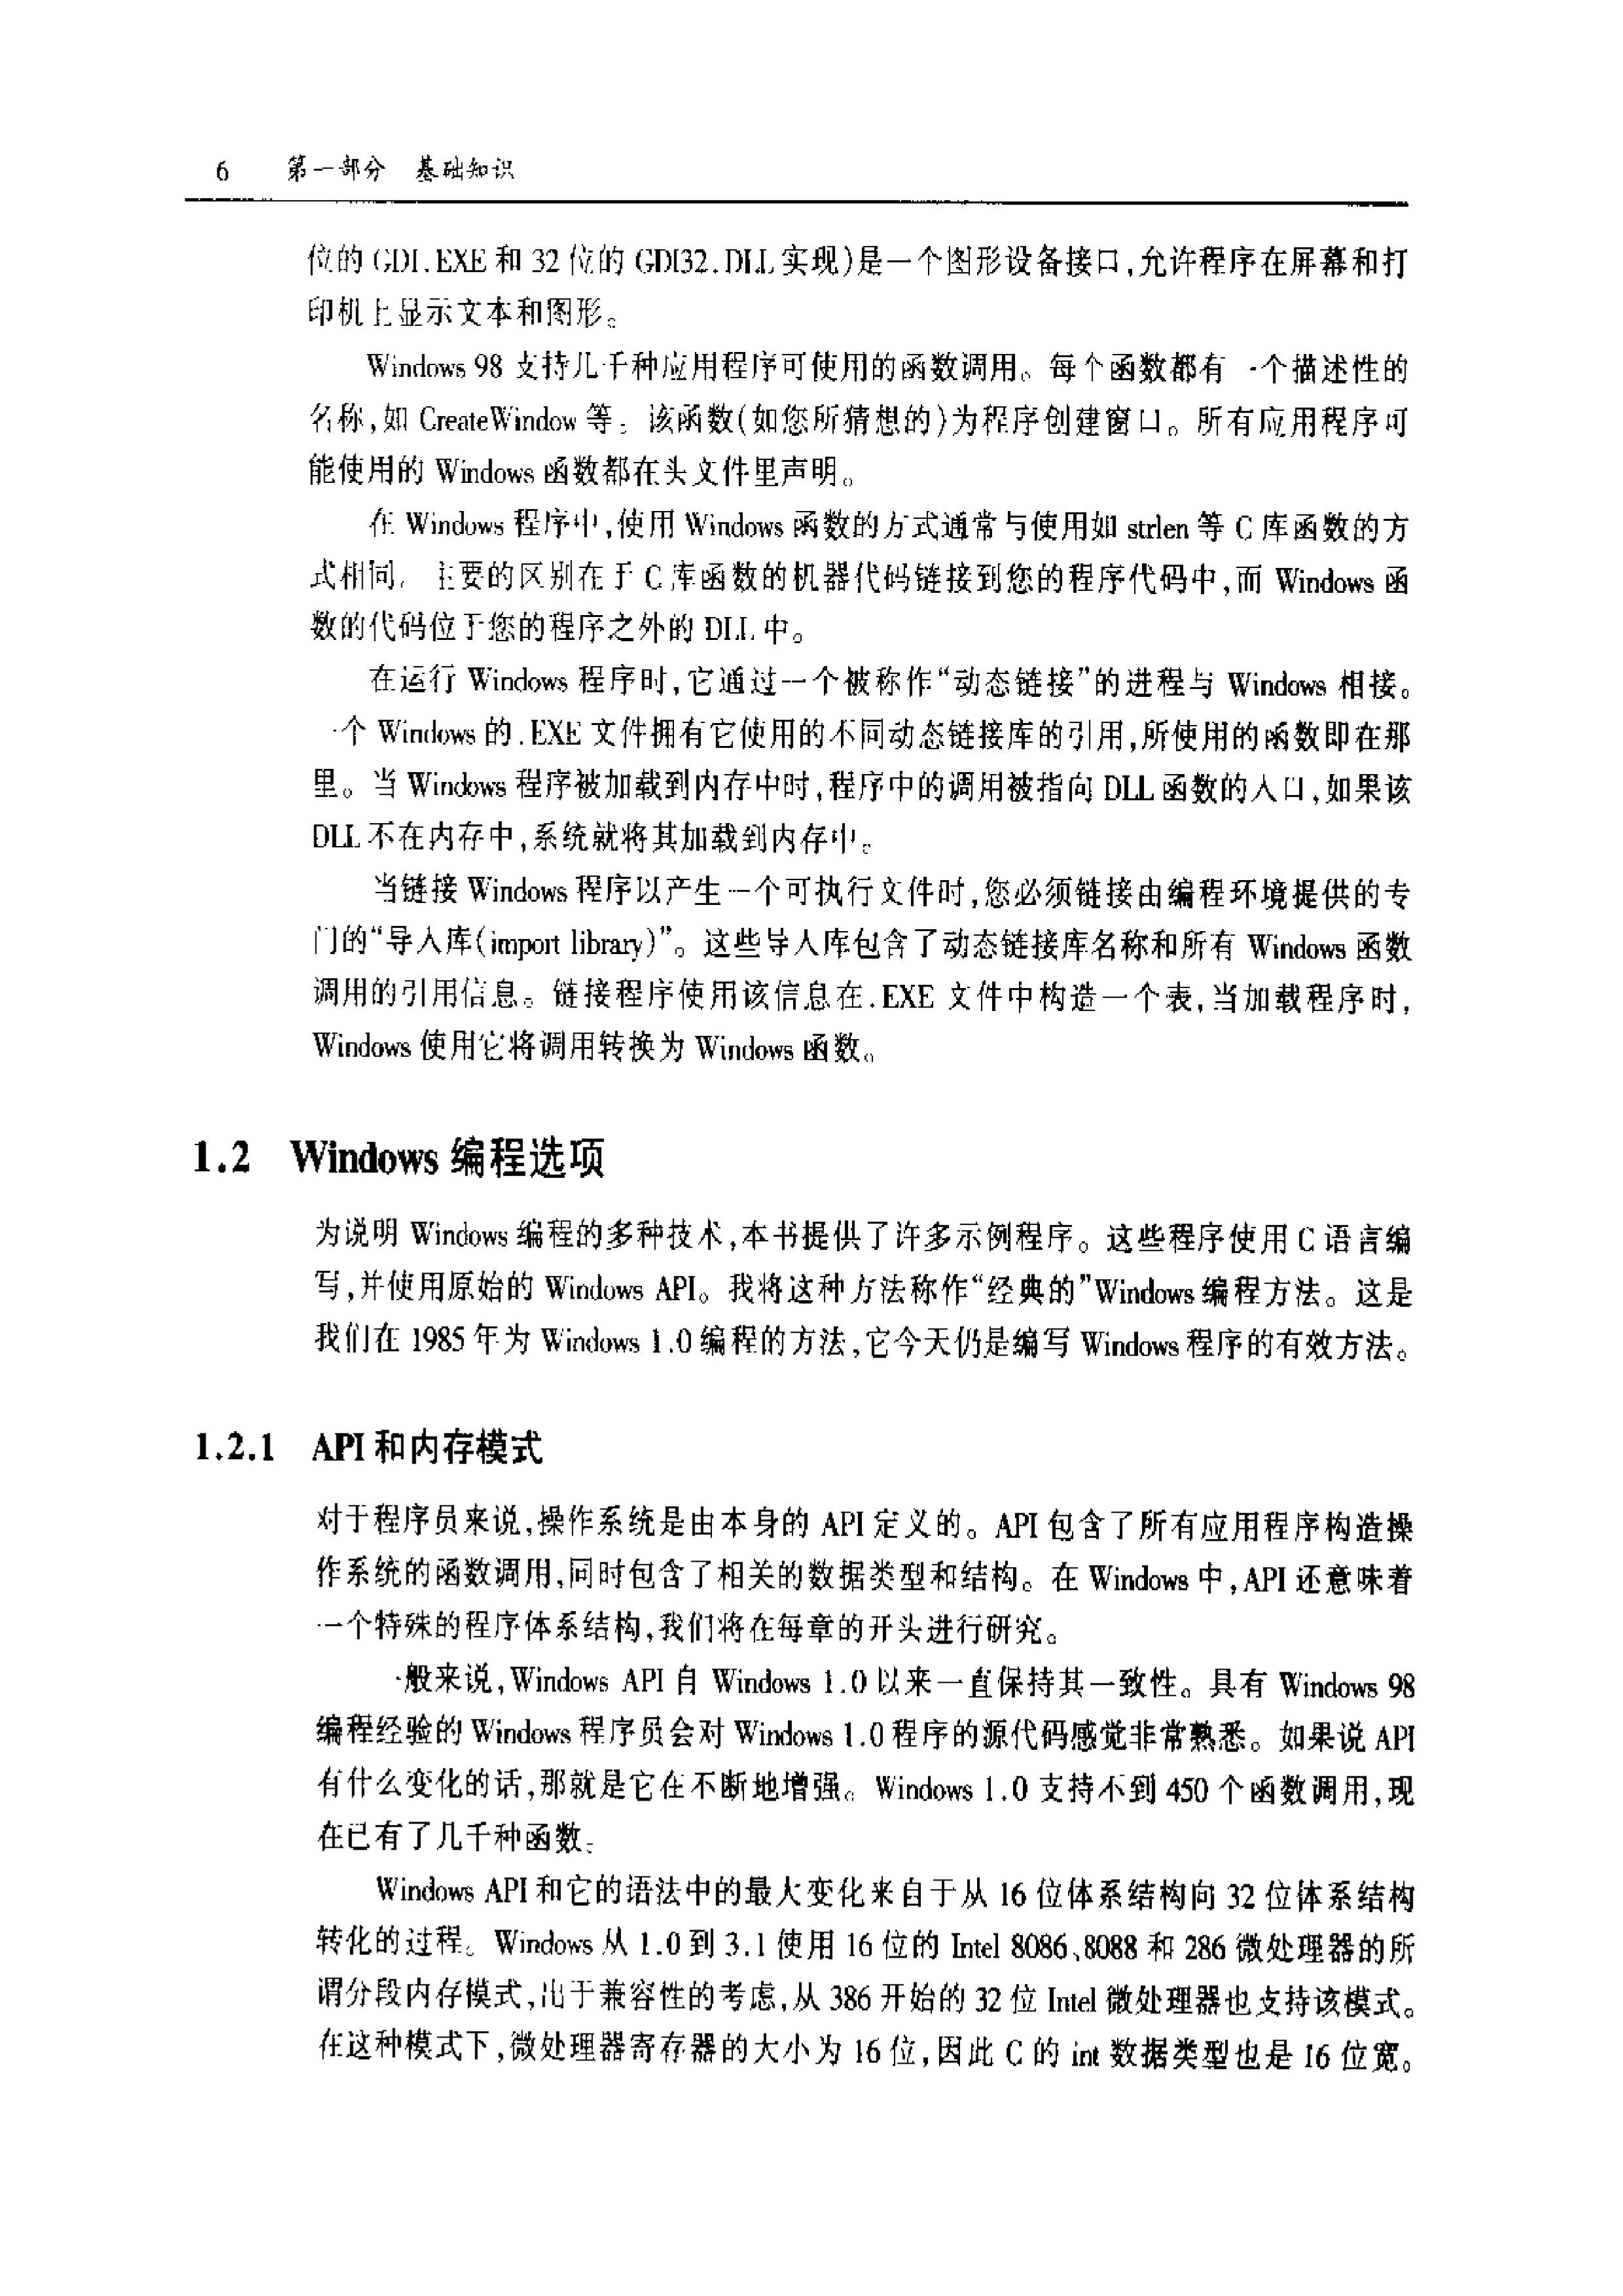 6 第一部分 基础知识
位的 GDI.EXE 和 32 位的 GDI32.DLL 实现)是一个图形设备接口,允许程序在屏幕和打
印机上显示文本和图形。
Windows 98 支持几千种应用程序可使用的函数调用。每个函数都有一个描述性的
名称,如 CreateWindow 等。该函数(如您所猜想的)为程序创建窗口。所有应用程序可
能使用的 Windows 函数都在头文件里声明。
在 Windows 程序中,使用 Windows 函数的方式通常与使用如 strlen 等 C 库函数的方
式相同。主要的区别在于 C 库函数的机器代码链接到您的程序代码中,而 Windows 函
数的代码位于您的程序之外的 DLL 中。
在运行 Windows 程序时,它通过一个被称作“动态链接”的进程与 Windows 相接。
一个 Windows 的.EXE 文件拥有它使用的不同动态链接库的引用,所使用的函数即在那
里。当 Windows 程序被加载到内存中时,程序中的调用被指向 DLL 函数的入口,如果该
DLL 不在内存中,系统就将其加载到内存中。
当链接 Windows 程序以产生一个可执行文件时,您必须链接由编程环境提供的专
门的“导入库(import library)”。这些导入库包含了动态链接库名称和所有 Windows 函数
调用的引用信息。链接程序使用该信息在.EXE 文件中构造一个表,当加载程序时,
Windows 使用它将调用转换为 Windows 函数。
1.2 Windows 编程选项
为说明 Windows 编程的多种技术,本书提供了许多示例程序。这些程序使用 C 语言编
写,并使用原始的 Windows API。我将这种方法称作“经典的”Windows 编程方法。这是
我们在 1985 年为 Windows 1.0 编程的方法,它今天仍是编写 Windows 程序的有效方法。
1.2.1 API 和内存模式
对于程序员来说,操作系统是由本身的 API 定义的。API 包含了所有应用程序构造操
作系统的函数调用,同时包含了相关的数据类型和结构。在 Windows 中,API 还意味着
一个特殊的程序体系结构,我们将在每章的开头进行研究。
一般来说,Windows API 自 Windows 1.0 以来一直保持其一致性。具有 Windows 98
编程经验的 Windows 程序员会对 Windows 1.0 程序的源代码感觉非常熟悉。如果说 API
有什么变化的话,那就是它在不断地增强。Windows 1.0 支持不到 450 个函数调用,现
在已有了几千种函数。
Windows API 和它的语法中的最大变化来自于从 16 位体系结构向 32 位体系结构
转化的过程。Windows 从 1.0 到 3.1 使用 16 位的 Intel 8086、8088 和 286 微处理器的所
谓分段内存模式,出于兼容性的考虑,从 386 开始的 32 位 Intel 微处理器也支持该模式。
在这种模式下,微处理器寄存器的大小为 16 位,因此 C 的 int 数据类型也是 16 位宽。